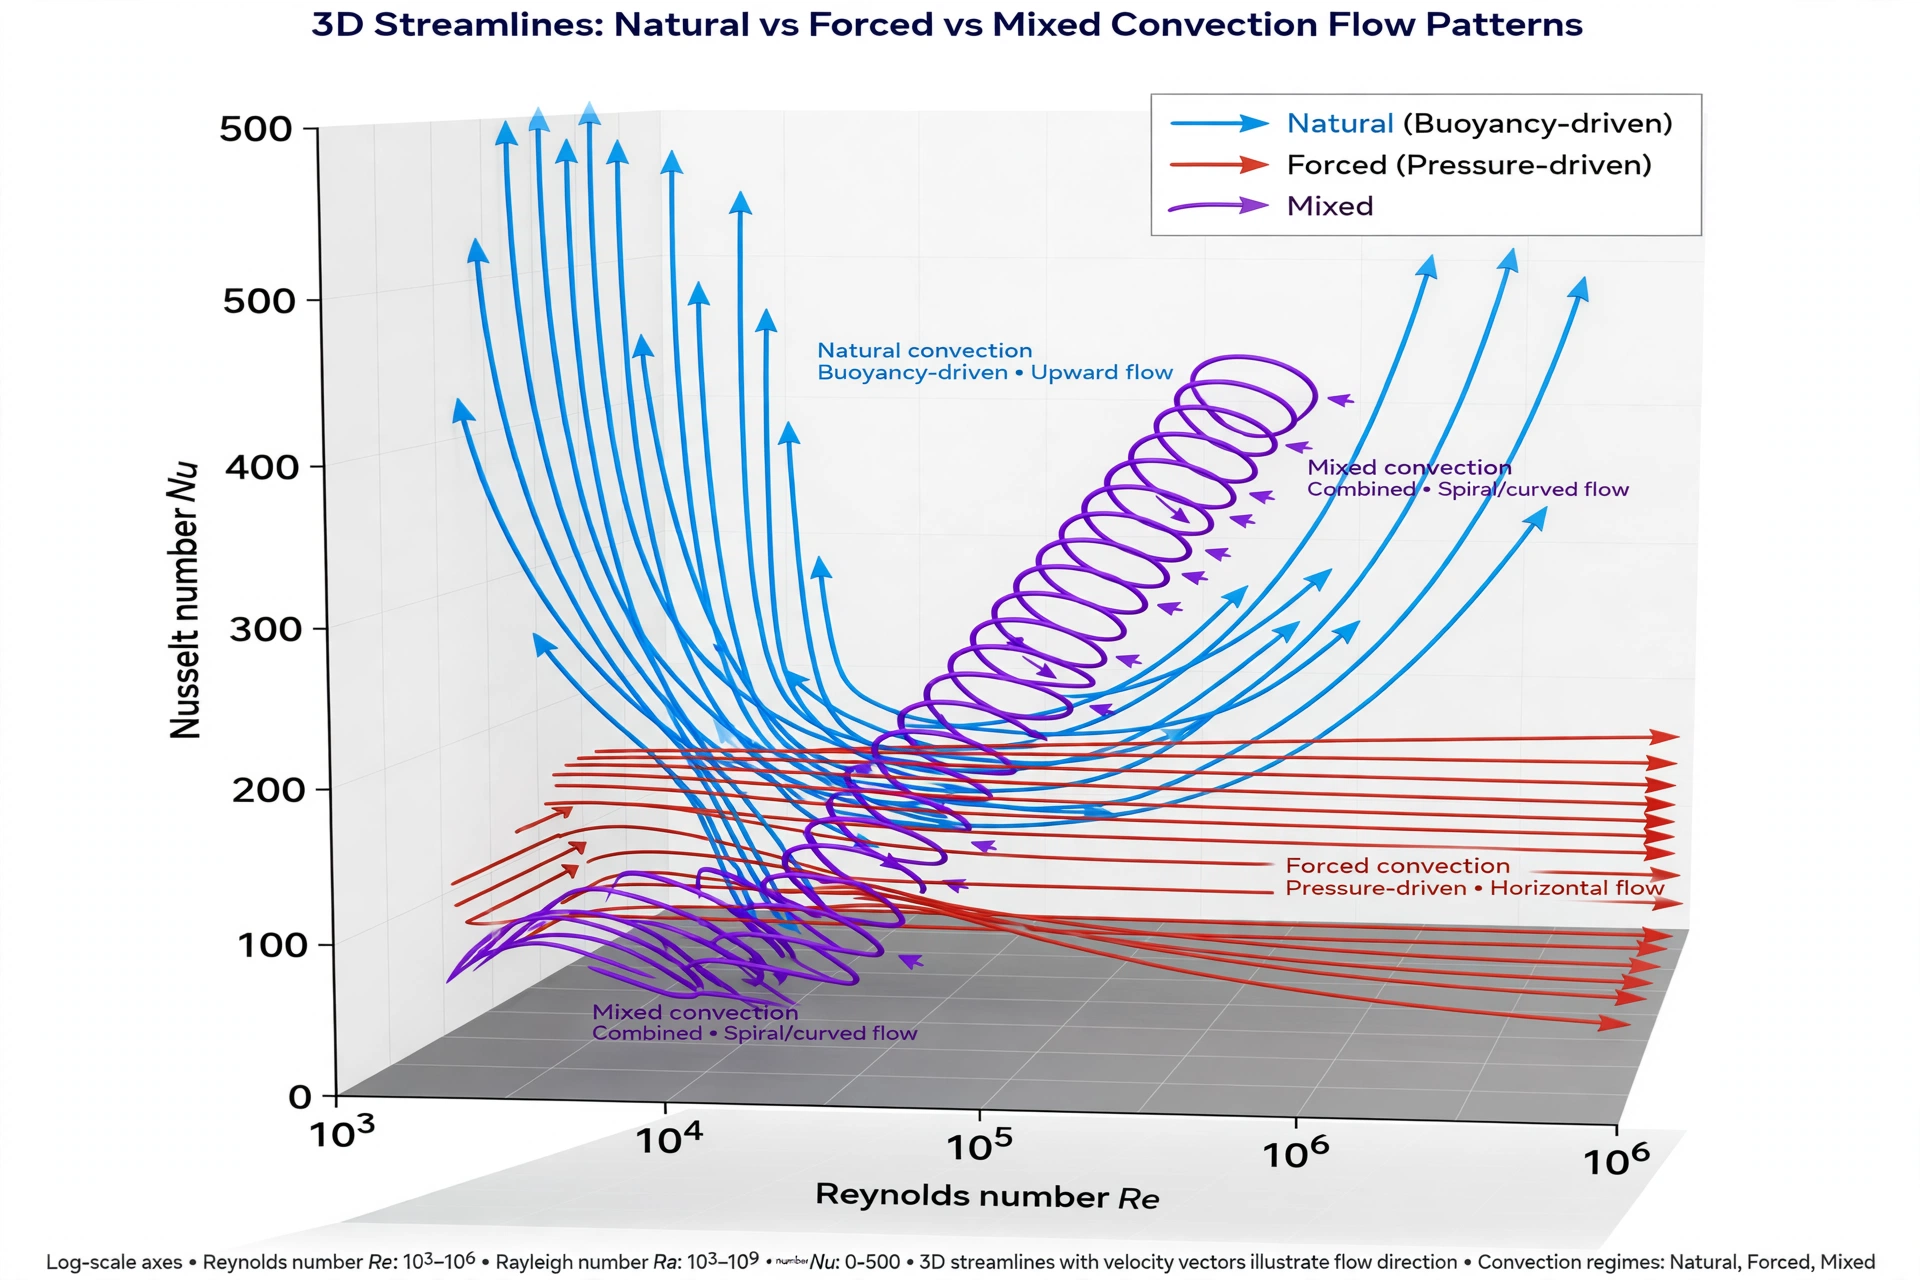 3D Streamlines: Natural vs Forced vs Mixed Convection Flow Patterns
Natural (Buoyancy-driven)
Forced (Pressure-driven)
Mixed
500
500
400
300
200
100
0
Nusselt number Nu
Natural convection
Buoyancy-driven • Upward flow
Mixed convection
Combined • Spiral/curved flow
Forced convection
Pressure-driven • Horizontal flow
Mixed convection
Combined • Spiral/curved flow
10³ 10⁴ 10⁵ 10⁶ 10⁶
Reynolds number Re
Log-scale axes • Reynolds number Re: 10³–10⁶ • Rayleigh number Ra: 10³–10⁹ • number Nu: 0–500 • 3D streamlines with velocity vectors illustrate flow direction • Convection regimes: Natural, Forced, Mixed